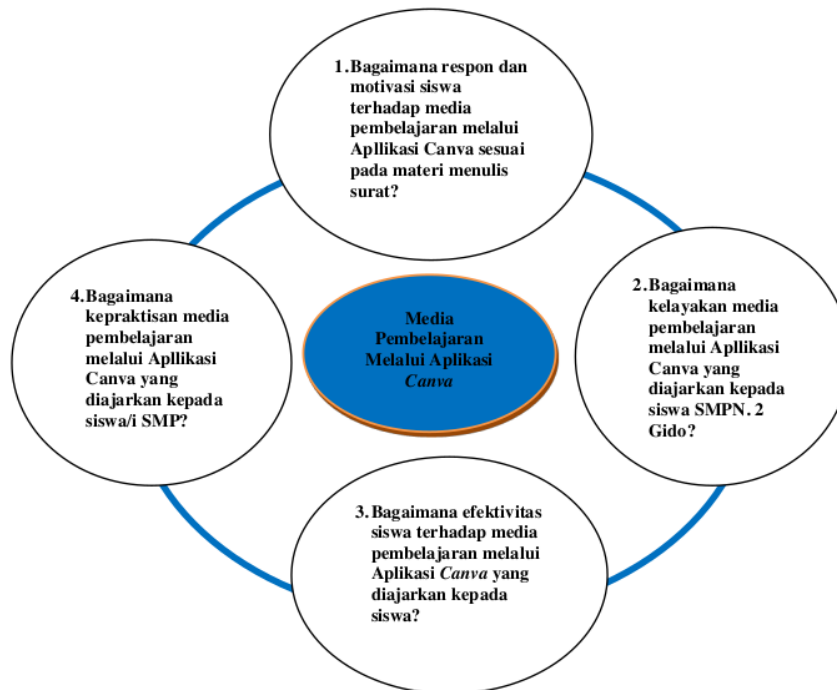 1. Bagaimana respon dan
motivasi siswa
terhadap media
pembelajaran melalui
Apllikasi Canva sesuai
pada materi menulis
surat?
2. Bagaimana
kelayakan media
pembelajaran
melalui Apllikasi
Canva yang
diajarkan kepada
siswa SMPN. 2
Gido?
3. Bagaimana efektivitas
siswa terhadap media
pembelajaran melalui
Aplikasi Canva yang
diajarkan kepada
siswa?
4. Bagaimana
kepraktisan media
pembelajaran
melalui Apllikasi
Canva yang
diajarkan kepada
siswa/i SMP?
Media
Pembelajaran
Melalui Aplikasi
Canva